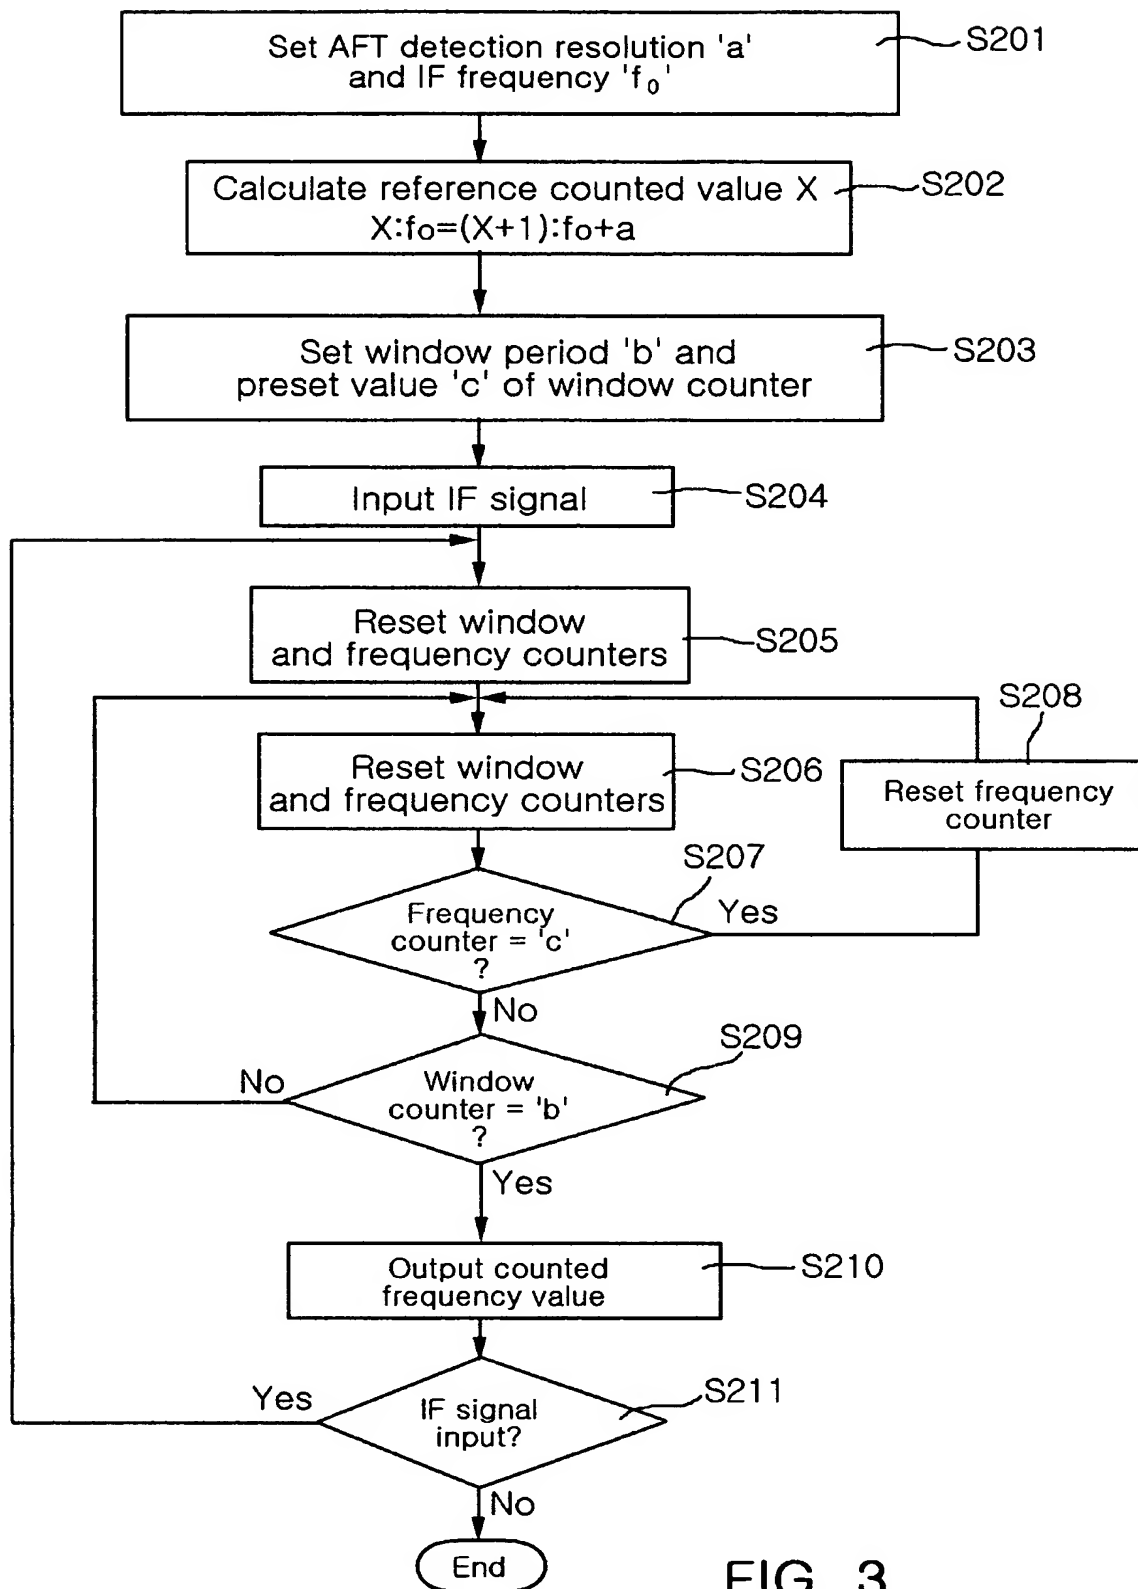 Set AFT detection resolution 'a'
and IF frequency 'f₀'
S201
Calculate reference counted value X
X:fo=(X+1):fo+a
S202
Set window period 'b' and
preset value 'c' of window counter
S203
Input IF signal
S204
Reset window
and frequency counters
S205
Reset window
and frequency counters
S206
S208
Reset frequency
counter
S207
Frequency
counter = 'c'
?
Yes
No
S209
Window
counter = 'b'
?
No
Yes
Output counted
frequency value
S210
IF signal
input?
S211
Yes
No
End
FIG. 3